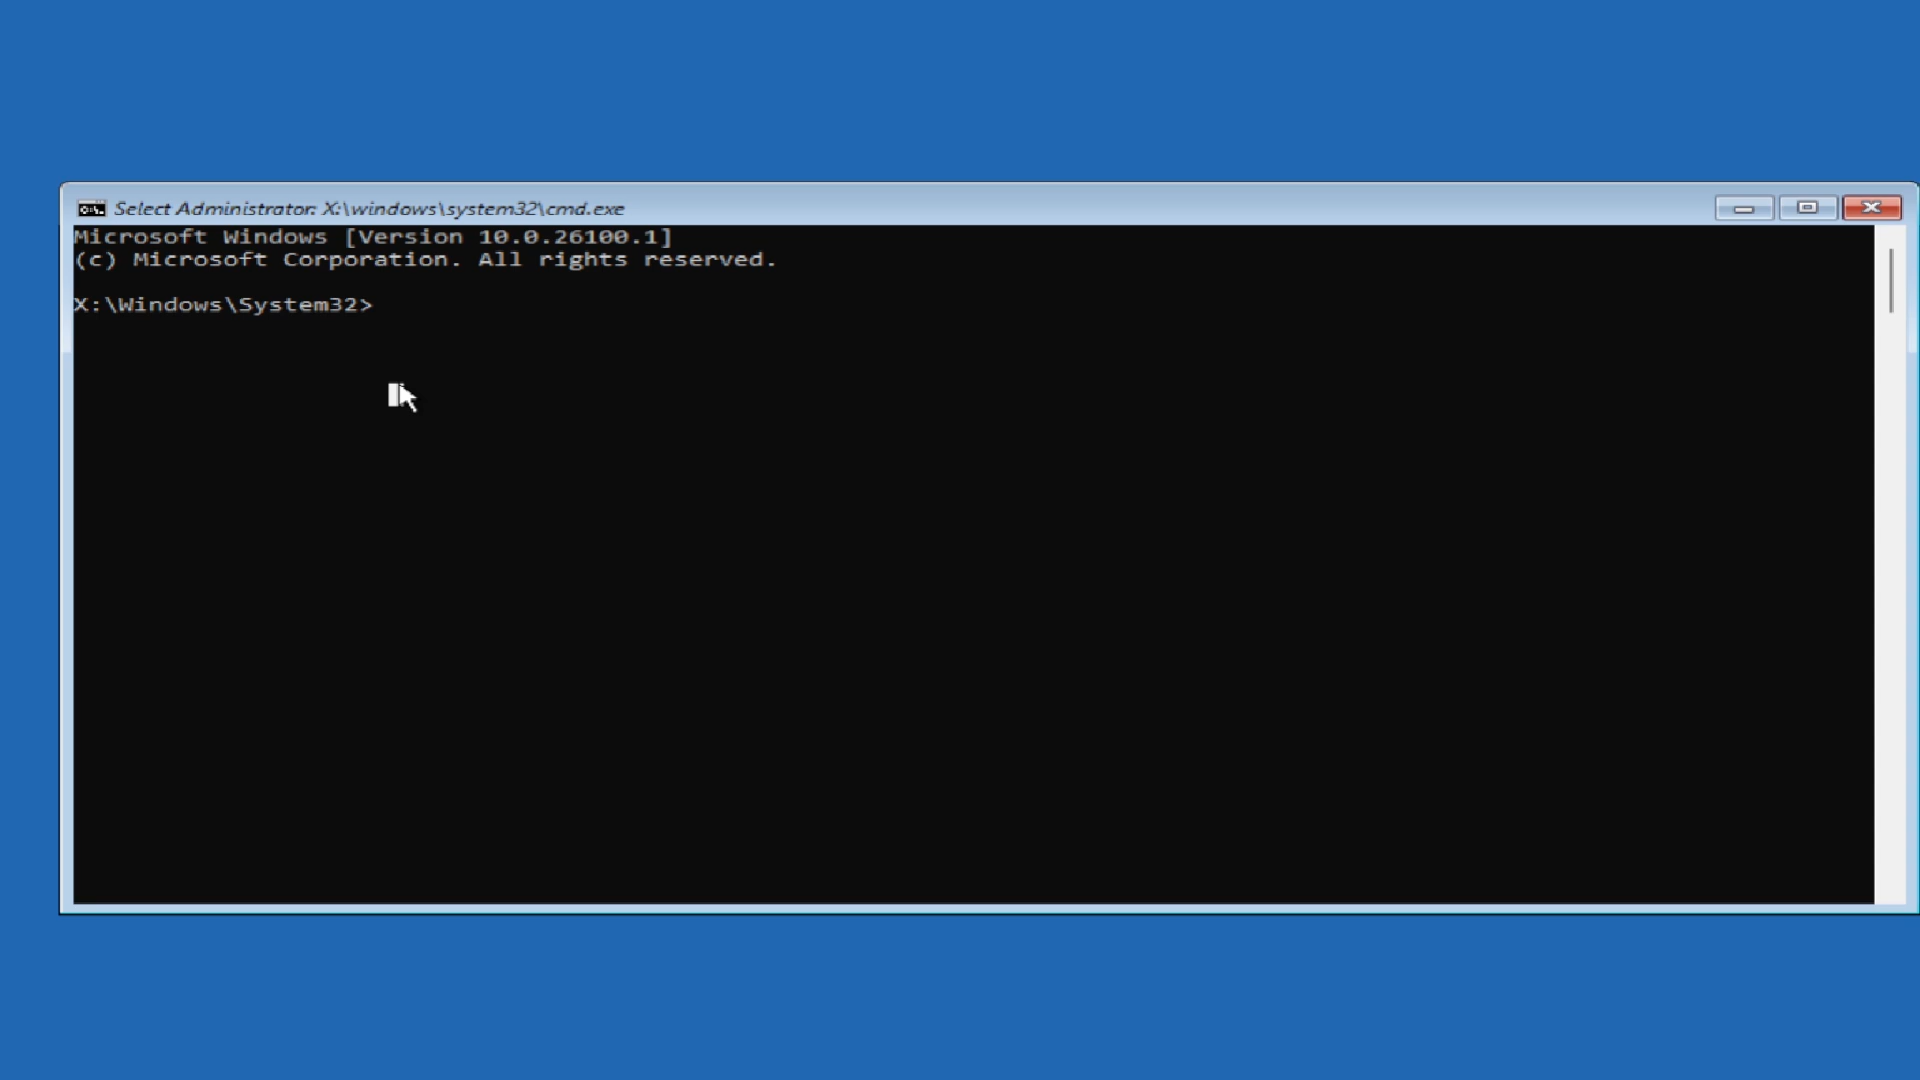 Select Administrator: X:\windows\system32\cmd.exe
Microsoft Windows [Version 10.0.26100.1]
(c) Microsoft Corporation. All rights reserved.
X:\Windows\System32>